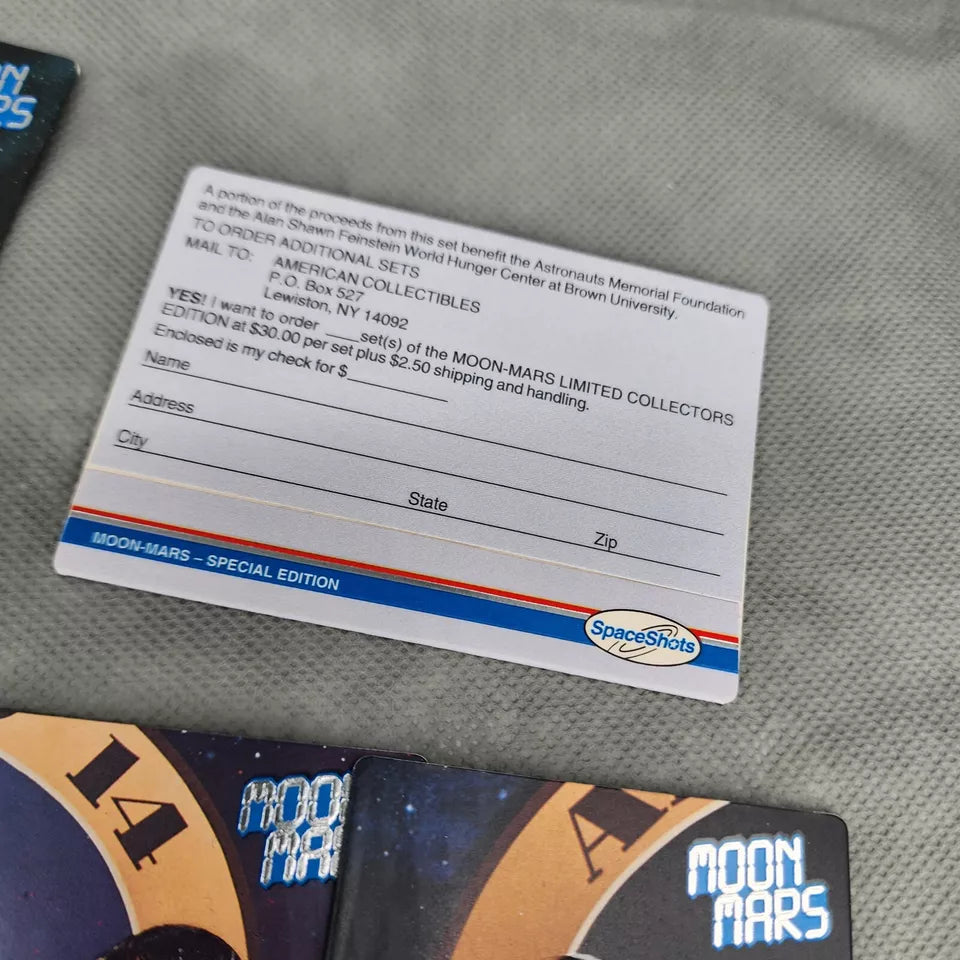 ON
RS
A portion of the proceeds from this set benefit the Astronauts Memorial Foundation
and the Alan Shawn Feinstein World Hunger Center at Brown University.
TO ORDER ADDITIONAL SETS
MAIL TO: AMERICAN COLLECTIBLES
P.O. Box 527
Lewiston, NY 14092
YES! I want to order ____set(s) of the MOON-MARS LIMITED COLLECTORS
EDITION at $30.00 per set plus $2.50 shipping and handling.
Enclosed is my check for $
Name
Address
City State Zip
MOON-MARS – SPECIAL EDITION
SpaceShots
14
MOO
MA
A
MOON
MARS